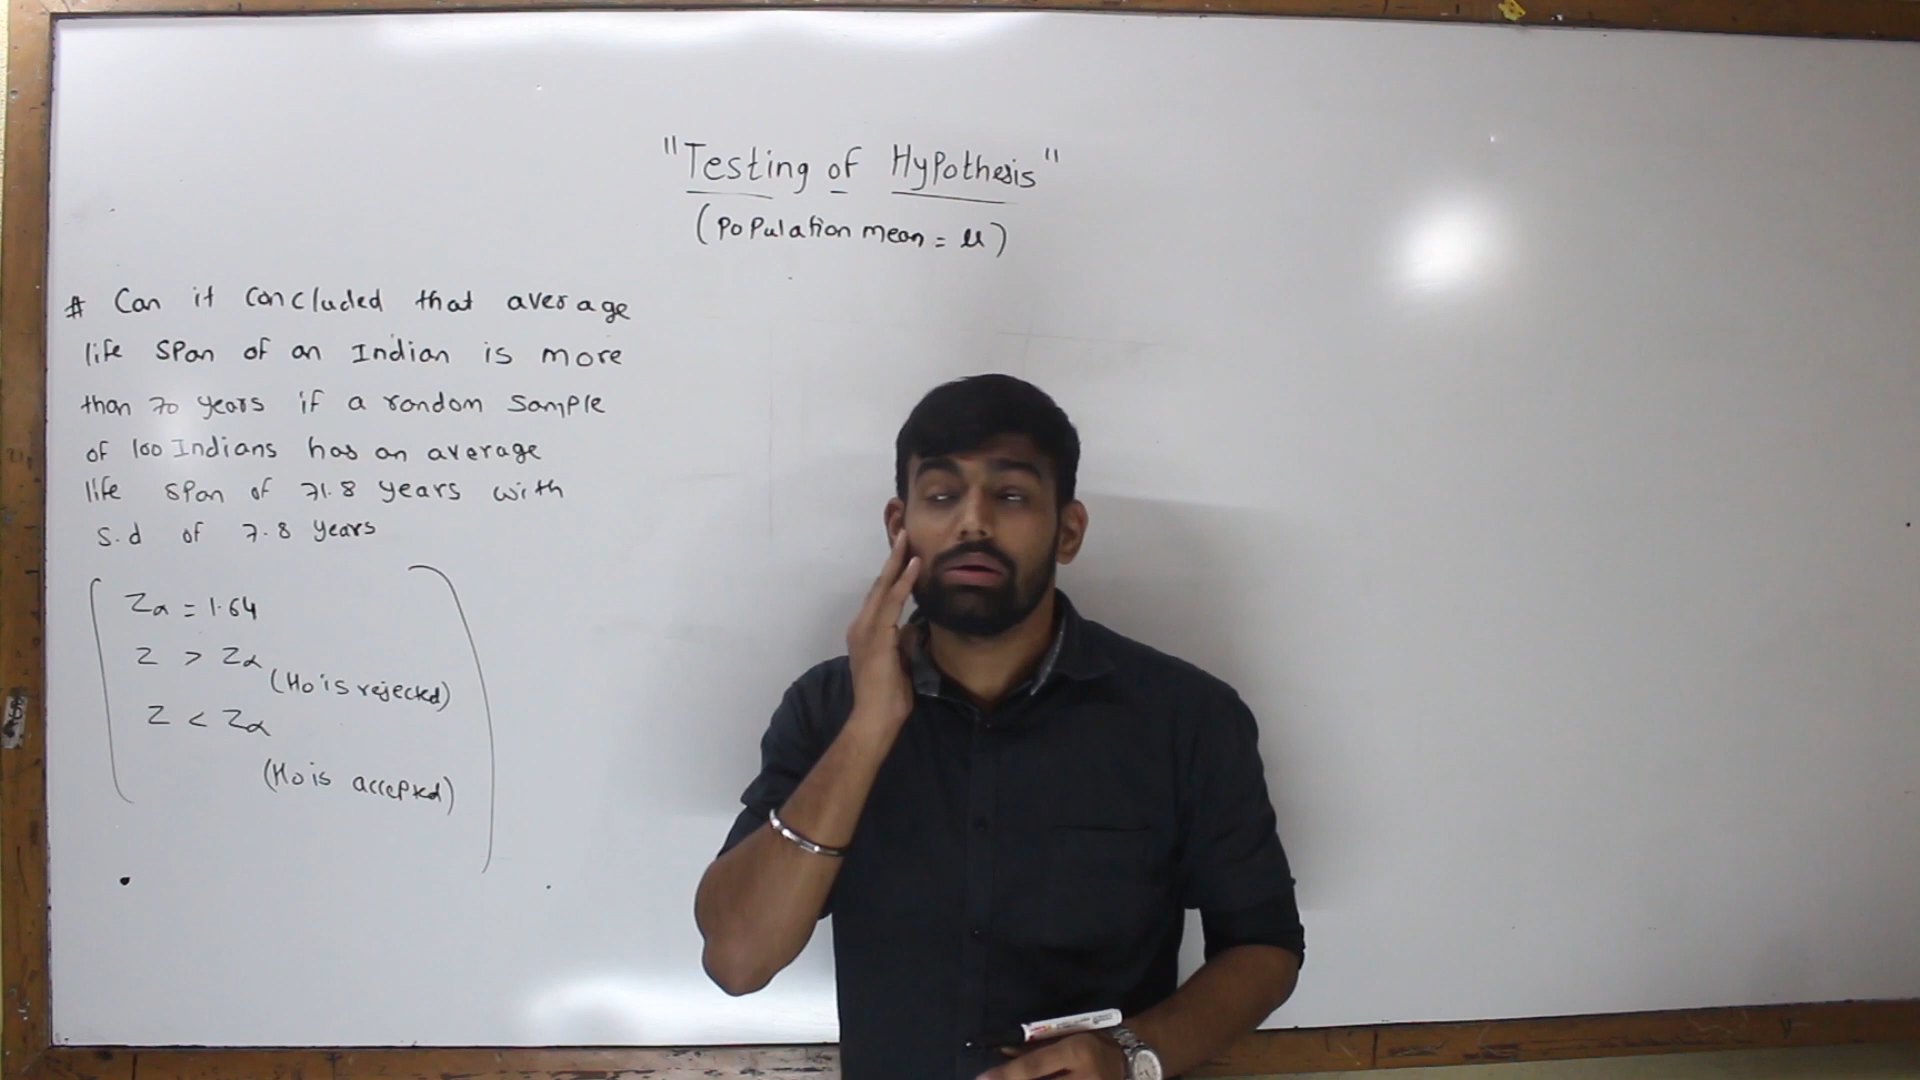 "Testing of Hypothesis"
(population mean = μ)
# Can it concluded that average
life span of an Indian is more
than 70 years if a random sample
of 100 Indians has an average
life span of 71.8 years with
s.d of 7.8 years
Zα = 1.64
Z > Zα
(Ho is rejected)
Z < Zα
(Ho is accepted)